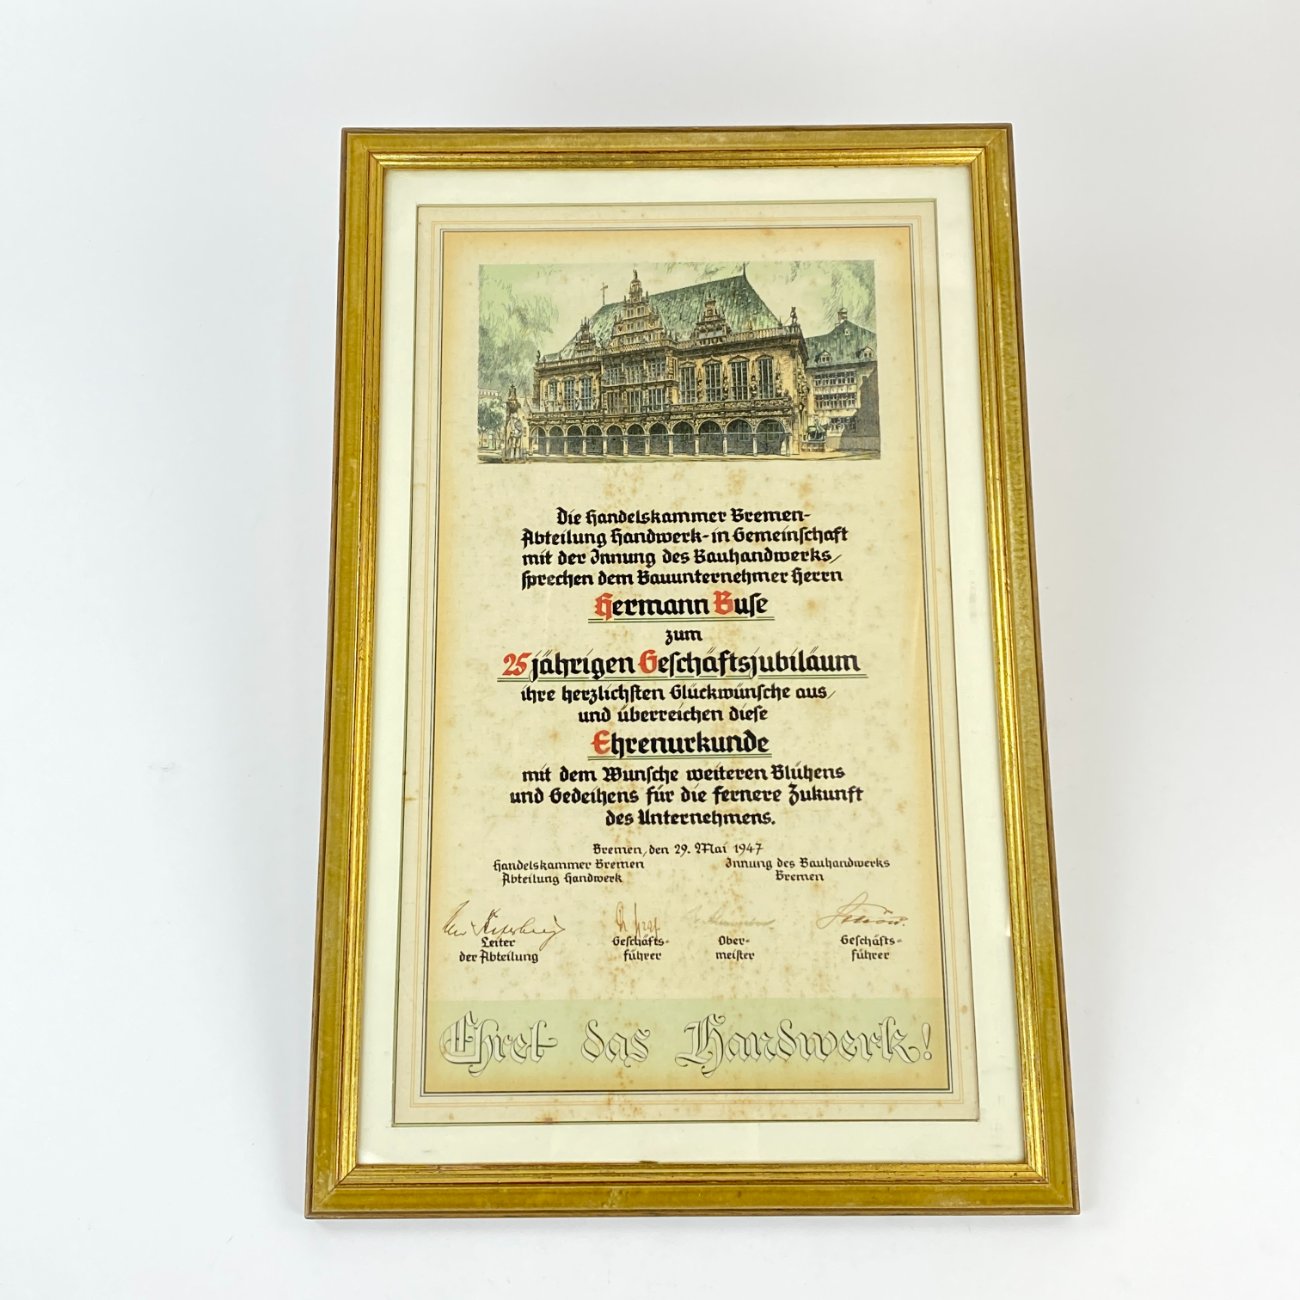 Die Handelskammer Bremen-
Abteilung Handwerk- in Gemeinschaft
mit der Innung des Bauhandwerks,
sprechen dem Bauunternehmer Herrn
Hermann Buse
zum
25jährigen Geschäftsjubiläum
ihre herzlichsten Glückwünsche aus,
und überreichen diese
Ehrenurkunde
mit dem Wunsche weiteren Blühens
und Gedeihens für die fernere Zukunft
des Unternehmens.
Bremen, den 29. Mai 1947
Handelskammer Bremen Innung des Bauhandwerks
Abteilung Handwerk Bremen
Leiter Geschäfts- Ober- Geschäfts-
der Abteilung führer meister führer
Ehret das Handwerk!